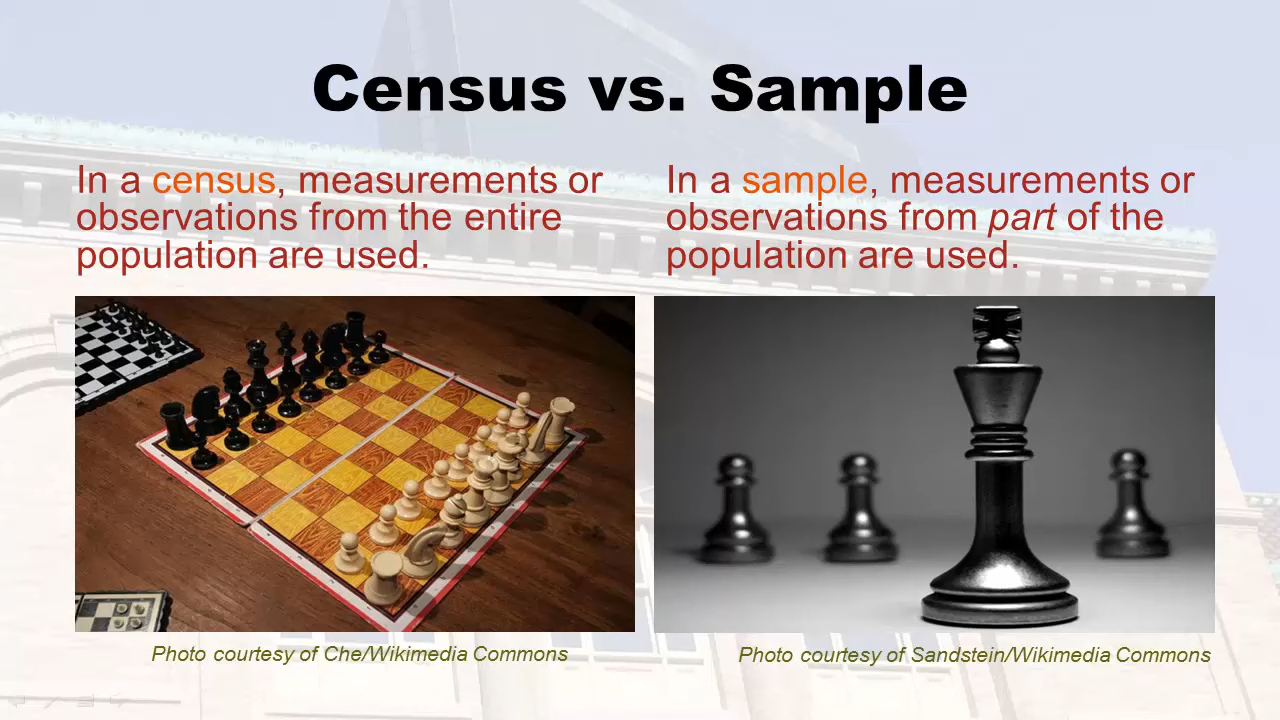 Census vs. Sample
In a census, measurements or
observations from the entire
population are used.
In a sample, measurements or
observations from part of the
population are used.
Photo courtesy of Che/Wikimedia Commons
Photo courtesy of Sandstein/Wikimedia Commons